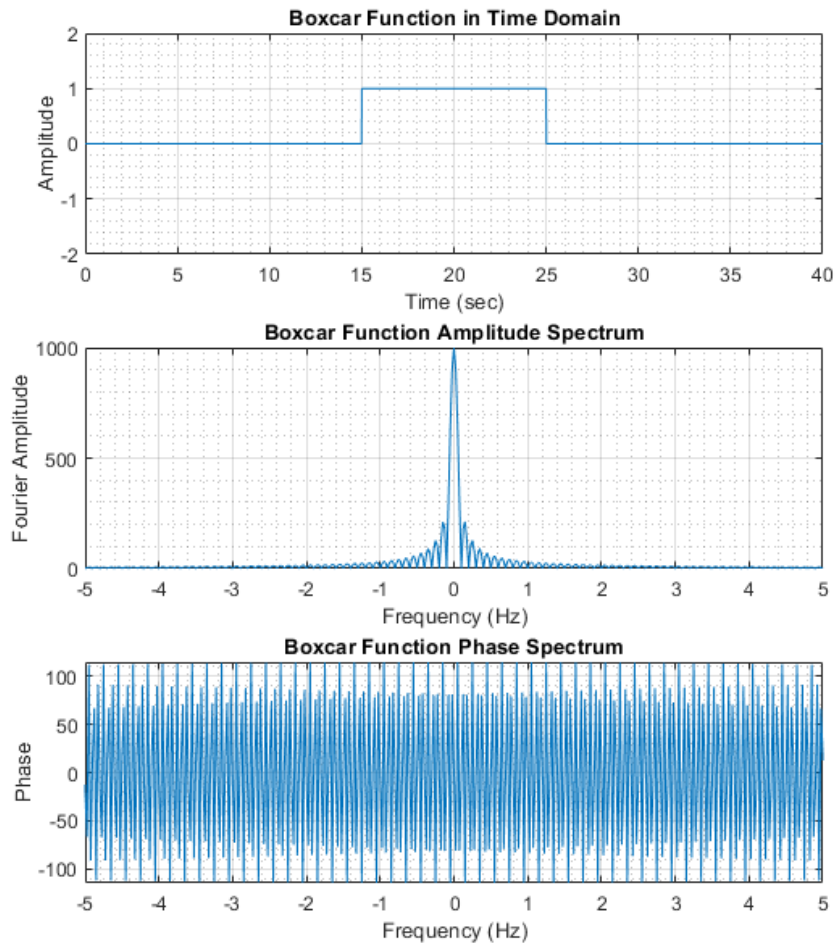 Boxcar Function in Time Domain
2
1
0
-1
-2
Amplitude
0 5 10 15 20 25 30 35 40
Time (sec)
Boxcar Function Amplitude Spectrum
1000
500
0
Fourier Amplitude
-5 -4 -3 -2 -1 0 1 2 3 4 5
Frequency (Hz)
Boxcar Function Phase Spectrum
100
50
0
-50
-100
Phase
-5 -4 -3 -2 -1 0 1 2 3 4 5
Frequency (Hz)